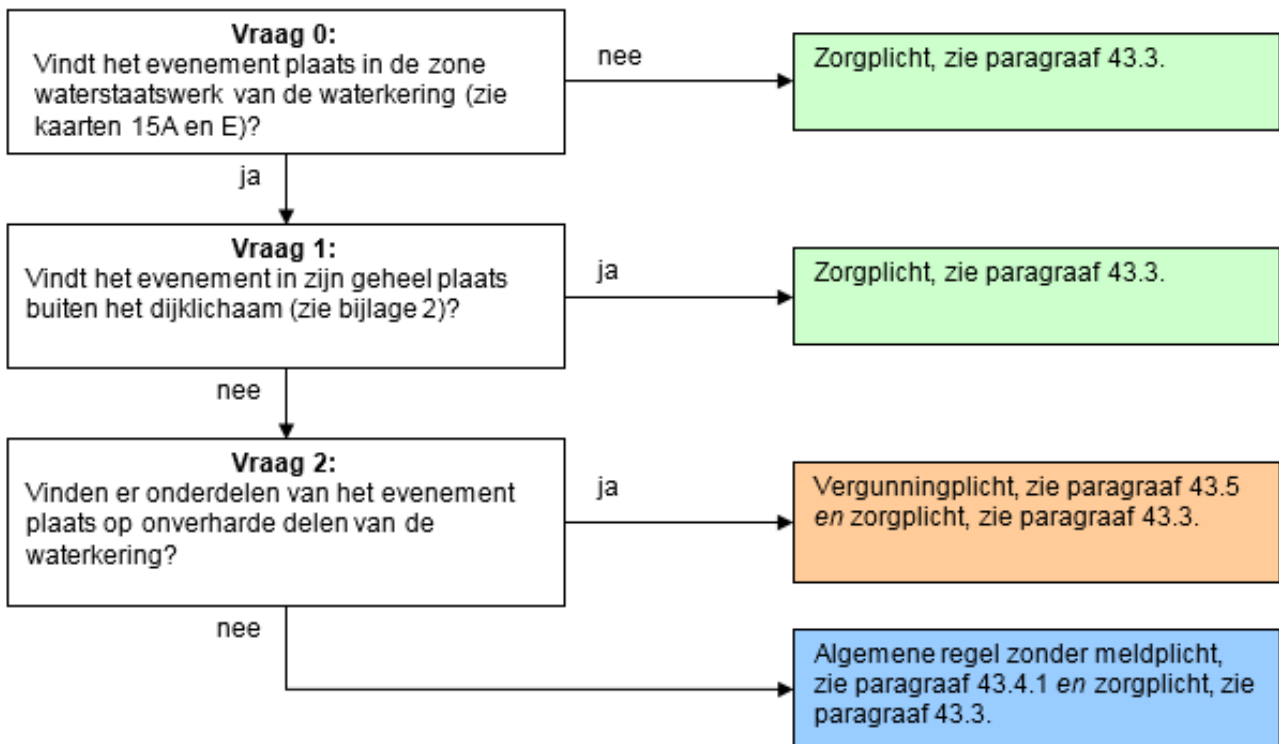 Vraag 0:
Vindt het evenement plaats in de zone
waterstaatswerk van de waterkering (zie
kaarten 15A en E)?
nee
Zorgplicht, zie paragraaf 43.3.
ja
Vraag 1:
Vindt het evenement in zijn geheel plaats
buiten het dijklichaam (zie bijlage 2)?
ja
Zorgplicht, zie paragraaf 43.3.
nee
Vraag 2:
Vinden er onderdelen van het evenement
plaats op onverharde delen van de
waterkering?
ja
Vergunningplicht, zie paragraaf 43.5
en zorgplicht, zie paragraaf 43.3.
nee
Algemene regel zonder meldplicht,
zie paragraaf 43.4.1 en zorgplicht, zie
paragraaf 43.3.